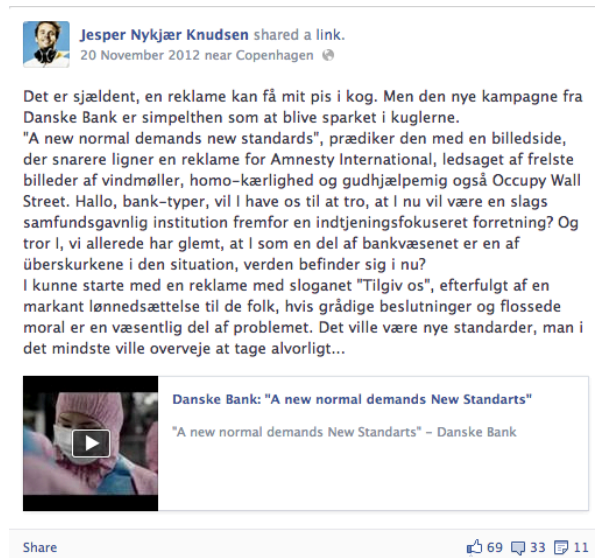 Jesper Nykjær Knudsen shared a link.
20 November 2012 near Copenhagen
Det er sjældent, en reklame kan få mit pis i kog. Men den nye kampagne fra
Danske Bank er simpelthen som at blive sparket i kuglerne.
"A new normal demands new standards", prædiker den med en billedside,
der snarere ligner en reklame for Amnesty International, ledsaget af frelste
billeder af vindmøller, homo-kærlighed og gudhjælpemig også Occupy Wall
Street. Hallo, bank-typer, vil I have os til at tro, at I nu vil være en slags
samfundsgavnlig institution fremfor en indtjeningsfokuseret forretning? Og
tror I, vi allerede har glemt, at I som en del af bankvæsenet er en af
überskurkene i den situation, verden befinder sig i nu?
I kunne starte med en reklame med sloganet "Tilgiv os", efterfulgt af en
markant lønnedsættelse til de folk, hvis grådige beslutninger og flossede
moral er en væsentlig del af problemet. Det ville være nye standarder, man i
det mindste ville overveje at tage alvorligt...
Danske Bank: "A new normal demands New Standarts"
"A new normal demands New Standarts" – Danske Bank
Share 69 33 11